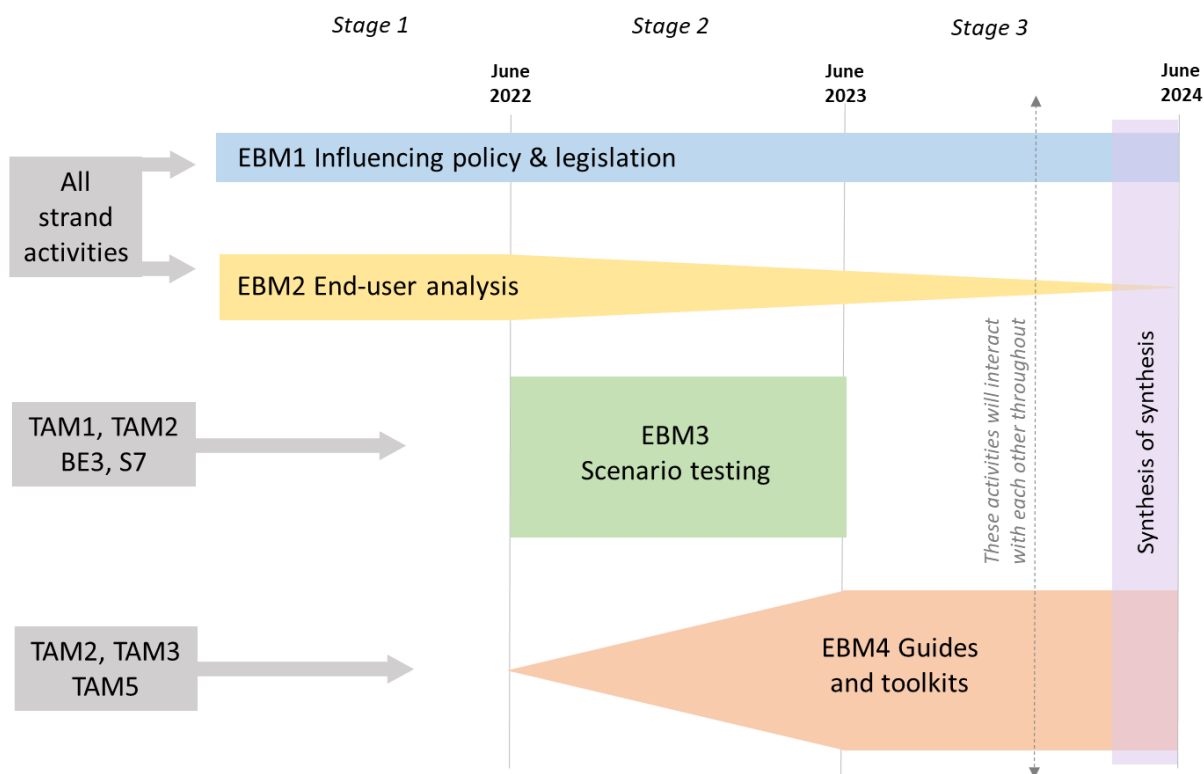 Stage 1
Stage 2
Stage 3
June
2022
June
2023
June
2024
All
strand
activities
EBM1 Influencing policy & legislation
EBM2 End-user analysis
TAM1, TAM2
BE3, S7
EBM3
Scenario testing
These activities will interact
with each other throughout
Synthesis of synthesis
TAM2, TAM3
TAM5
EBM4 Guides
and toolkits